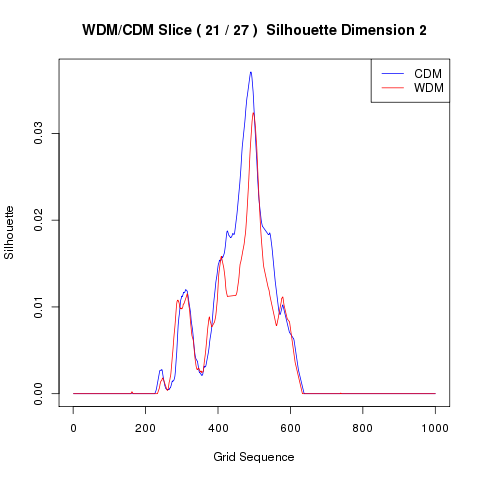 WDM/CDM Slice ( 21 / 27 )  Silhouette Dimension 2
CDM
WDM
Silhouette
0.00
0.01
0.02
0.03
0
200
400
600
800
1000
Grid Sequence